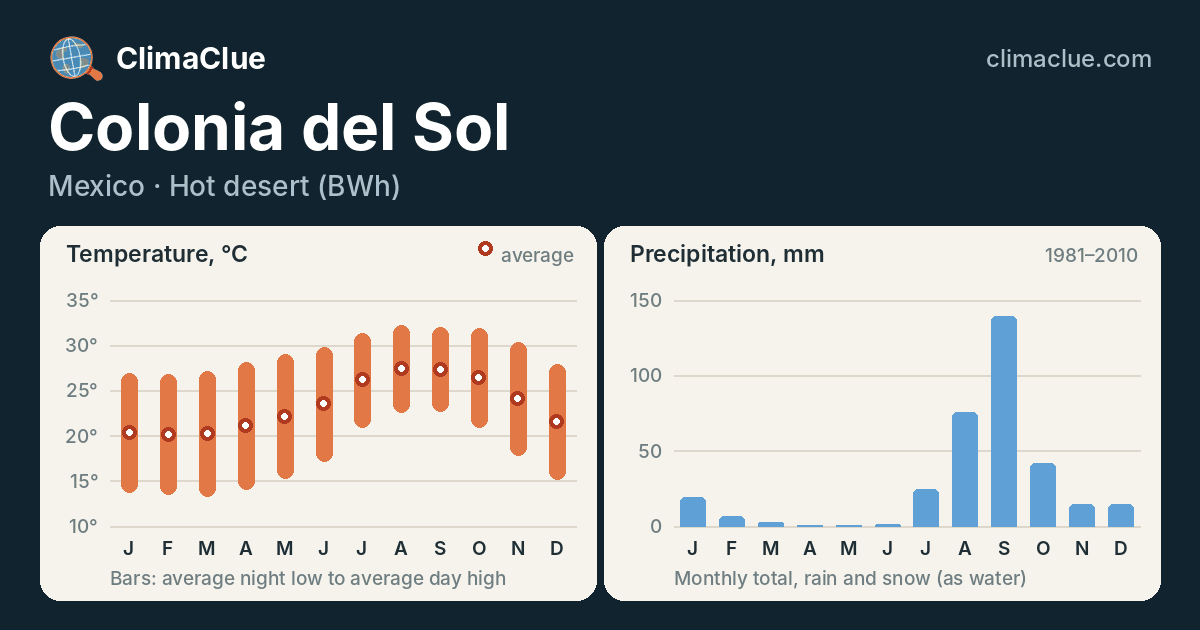 ClimaClue
climaclue.com
Colonia del Sol
Mexico · Hot desert (BWh)
Temperature, °C
average
35°
30°
25°
20°
15°
10°
J F M A M J J A S O N D
Bars: average night low to average day high
Precipitation, mm
1981–2010
150
100
50
0
J F M A M J J A S O N D
Monthly total, rain and snow (as water)